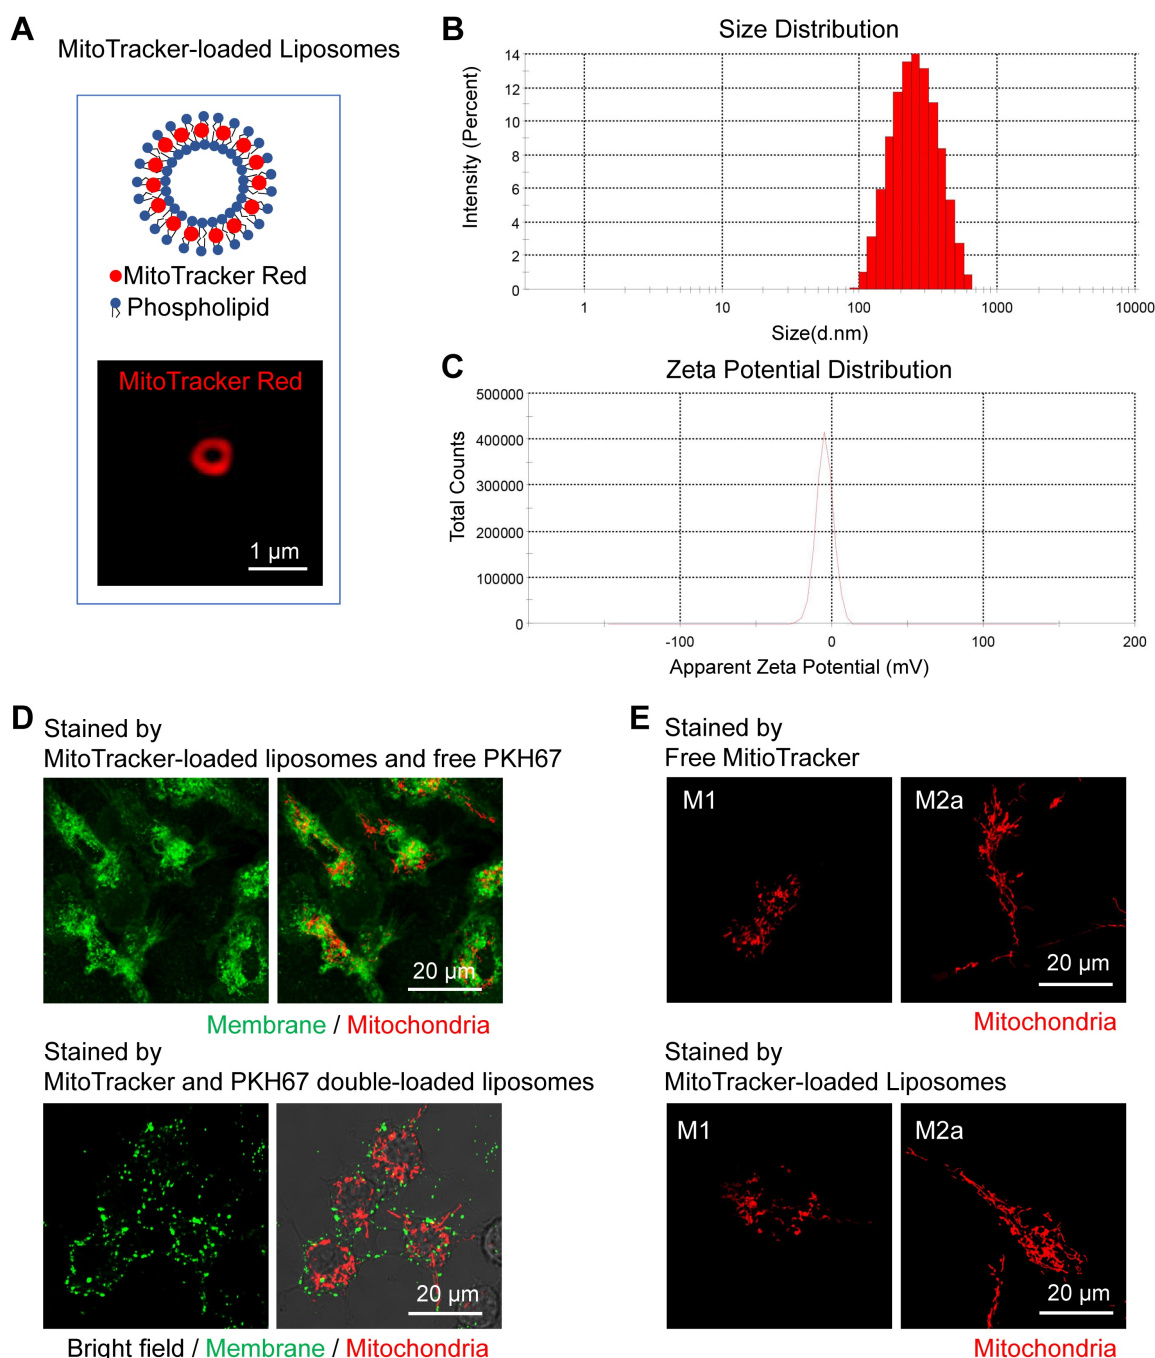 A
MitoTracker-loaded Liposomes
MitoTracker Red
Phospholipid
MitoTracker Red
1 µm
B
Size Distribution
Intensity (Percent)
14
12
10
8
6
4
2
0
1
10
100
1000
10000
Size(d.nm)
C
Zeta Potential Distribution
Total Counts
500000
400000
300000
200000
100000
0
-100
0
100
200
Apparent Zeta Potential (mV)
D
Stained by
MitoTracker-loaded liposomes and free PKH67
20 µm
Membrane / Mitochondria
Stained by
MitoTracker and PKH67 double-loaded liposomes
20 µm
Bright field / Membrane / Mitochondria
E
Stained by
Free MitioTracker
M1
M2a
20 µm
Mitochondria
Stained by
MitoTracker-loaded Liposomes
M1
M2a
20 µm
Mitochondria